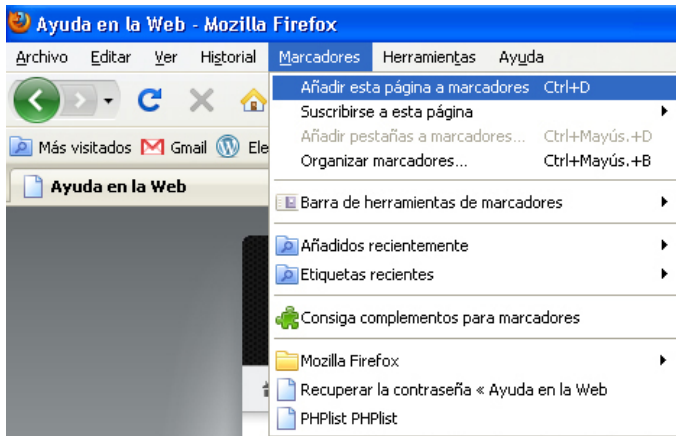 Ayuda en la Web - Mozilla Firefox
Archivo Editar Ver Historial Marcadores Herramientas Ayuda
Añadir esta página a marcadores Ctrl+D
Suscribirse a esta página
Añadir pestañas a marcadores... Ctrl+Mayús.+D
Organizar marcadores... Ctrl+Mayús.+B
Más visitados Gmail Ele
Ayuda en la Web
Barra de herramientas de marcadores
Añadidos recientemente
Etiquetas recientes
Consiga complementos para marcadores
Mozilla Firefox
Recuperar la contraseña « Ayuda en la Web
PHPlist PHPlist